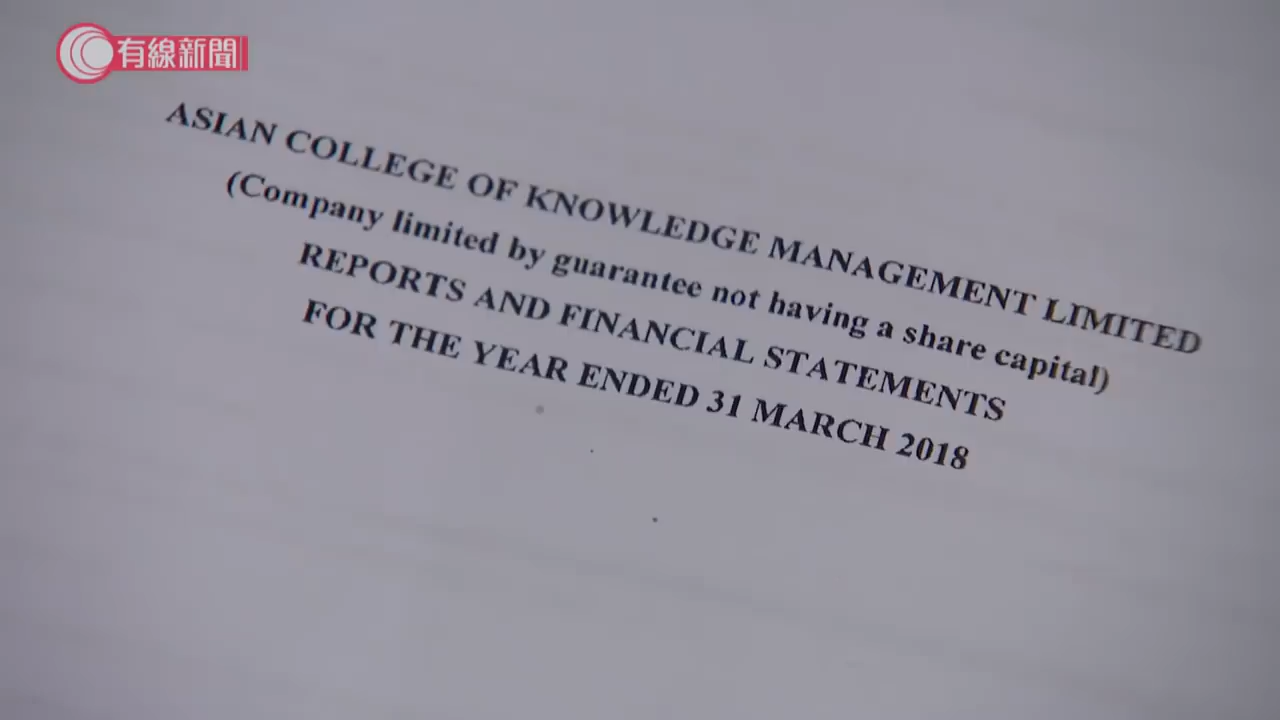 有線新聞
ASIAN COLLEGE OF KNOWLEDGE MANAGEMENT LIMITED
(Company limited by guarantee not having a share capital)
REPORTS AND FINANCIAL STATEMENTS
FOR THE YEAR ENDED 31 MARCH 2018